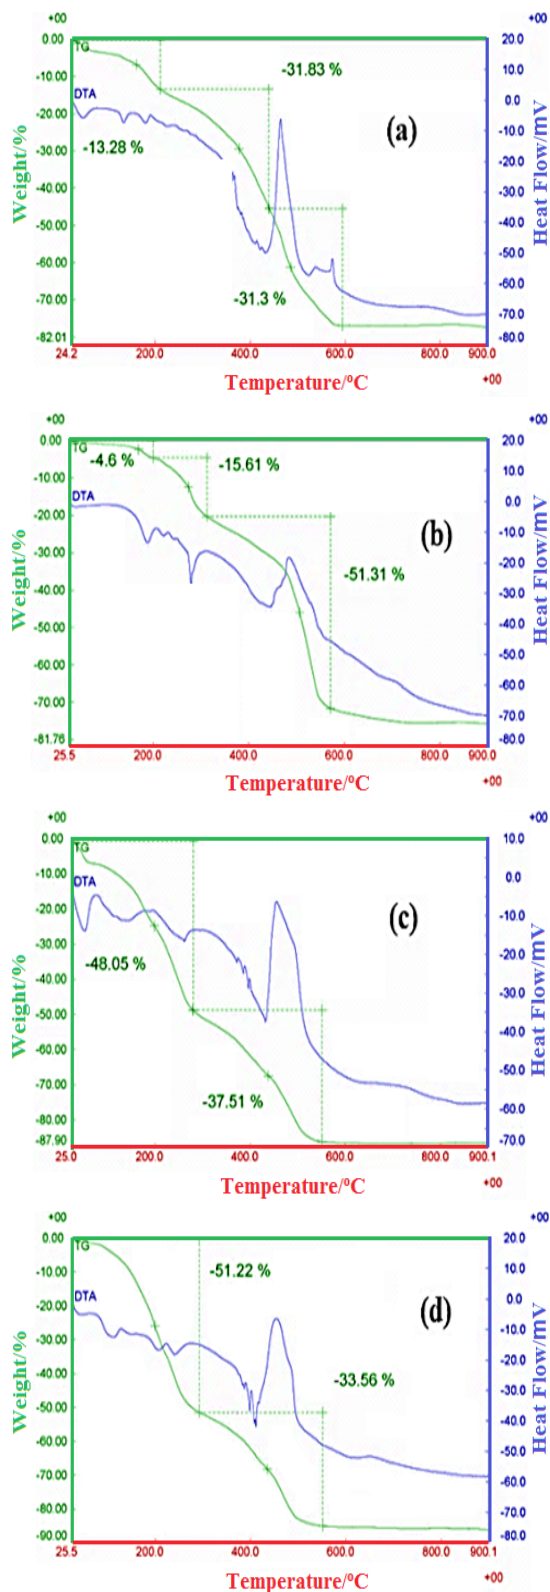 +00 +00
0.00 20.0
TG
-10.00 10.0
-31.83 %
DTA
-20.00 0.0
(a)
-30.00 -10.0
-13.28 %
-40.00 -20.0
-50.00 -30.0
-40.0
-60.00 -50.0
-31.3 %
-70.00 -60.0
-70.0
-82.01 -80.0
24.2 200.0 400.0 600.0 800.0 900.0
Weight/%
Heat Flow/mV
Temperature/⁰C
+00
+00 +00
0.00 20.0
TG
-4.6 % -15.61 %
-10.00 10.0
DTA
-20.00 0.0
(b)
-30.00 -10.0
-51.31 %
-40.00 -20.0
-30.0
-50.00 -40.0
-60.00 -50.0
-70.00 -60.0
-70.0
-81.76 -80.0
25.5 200.0 400.0 600.0 800.0 900.0
Weight/%
Heat Flow/mV
Temperature/⁰C
+00
+00 +00
0.00 10.0
TG
-10.00 0.0
DTA
-20.00 -10.0
(c)
-30.00 -20.0
-48.05 %
-40.00 -30.0
-50.00 -40.0
-60.00 -50.0
-70.00
-37.51 %
-80.00 -60.0
-87.90 -70.0
25.0 200.0 400.0 600.0 800.0 900.1
Weight/%
Heat Flow/mV
Temperature/⁰C
+00
+00 +00
0.00 20.0
TG
-51.22 %
-10.00 10.0
DTA
-20.00 0.0
(d)
-30.00 -10.0
-40.00 -20.0
-33.56 %
-50.00 -30.0
-60.00 -40.0
-70.00 -50.0
-60.0
-80.00 -70.0
-90.00 -80.0
25.5 200.0 400.0 600.0 800.0 900.1
Weight/%
Heat Flow/mV
Temperature/⁰C
+00